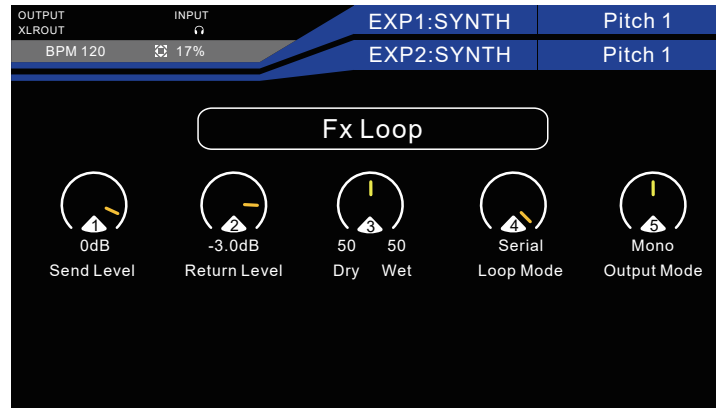 OUTPUT INPUT
XLROUT
BPM 120 17%
EXP1:SYNTH Pitch 1
EXP2:SYNTH Pitch 1
Fx Loop
1 2 3 4 5
0dB -3.0dB 50 50 Serial Mono
Send Level Return Level Dry Wet Loop Mode Output Mode